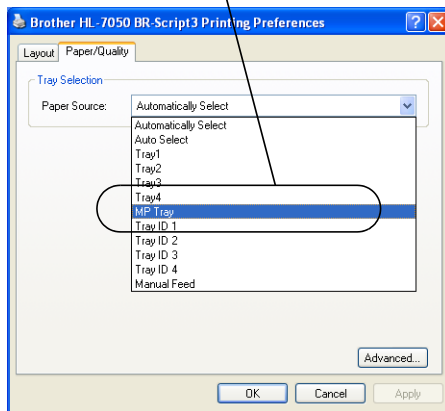 Brother HL-7050 BR-Script3 Printing Preferences
Layout Paper/Quality
Tray Selection
Paper Source: Automatically Select
Automatically Select
Auto Select
Tray1
Tray2
Tray3
Tray4
MP Tray
Tray ID 1
Tray ID 2
Tray ID 3
Tray ID 4
Manual Feed
Advanced...
OK Cancel Apply